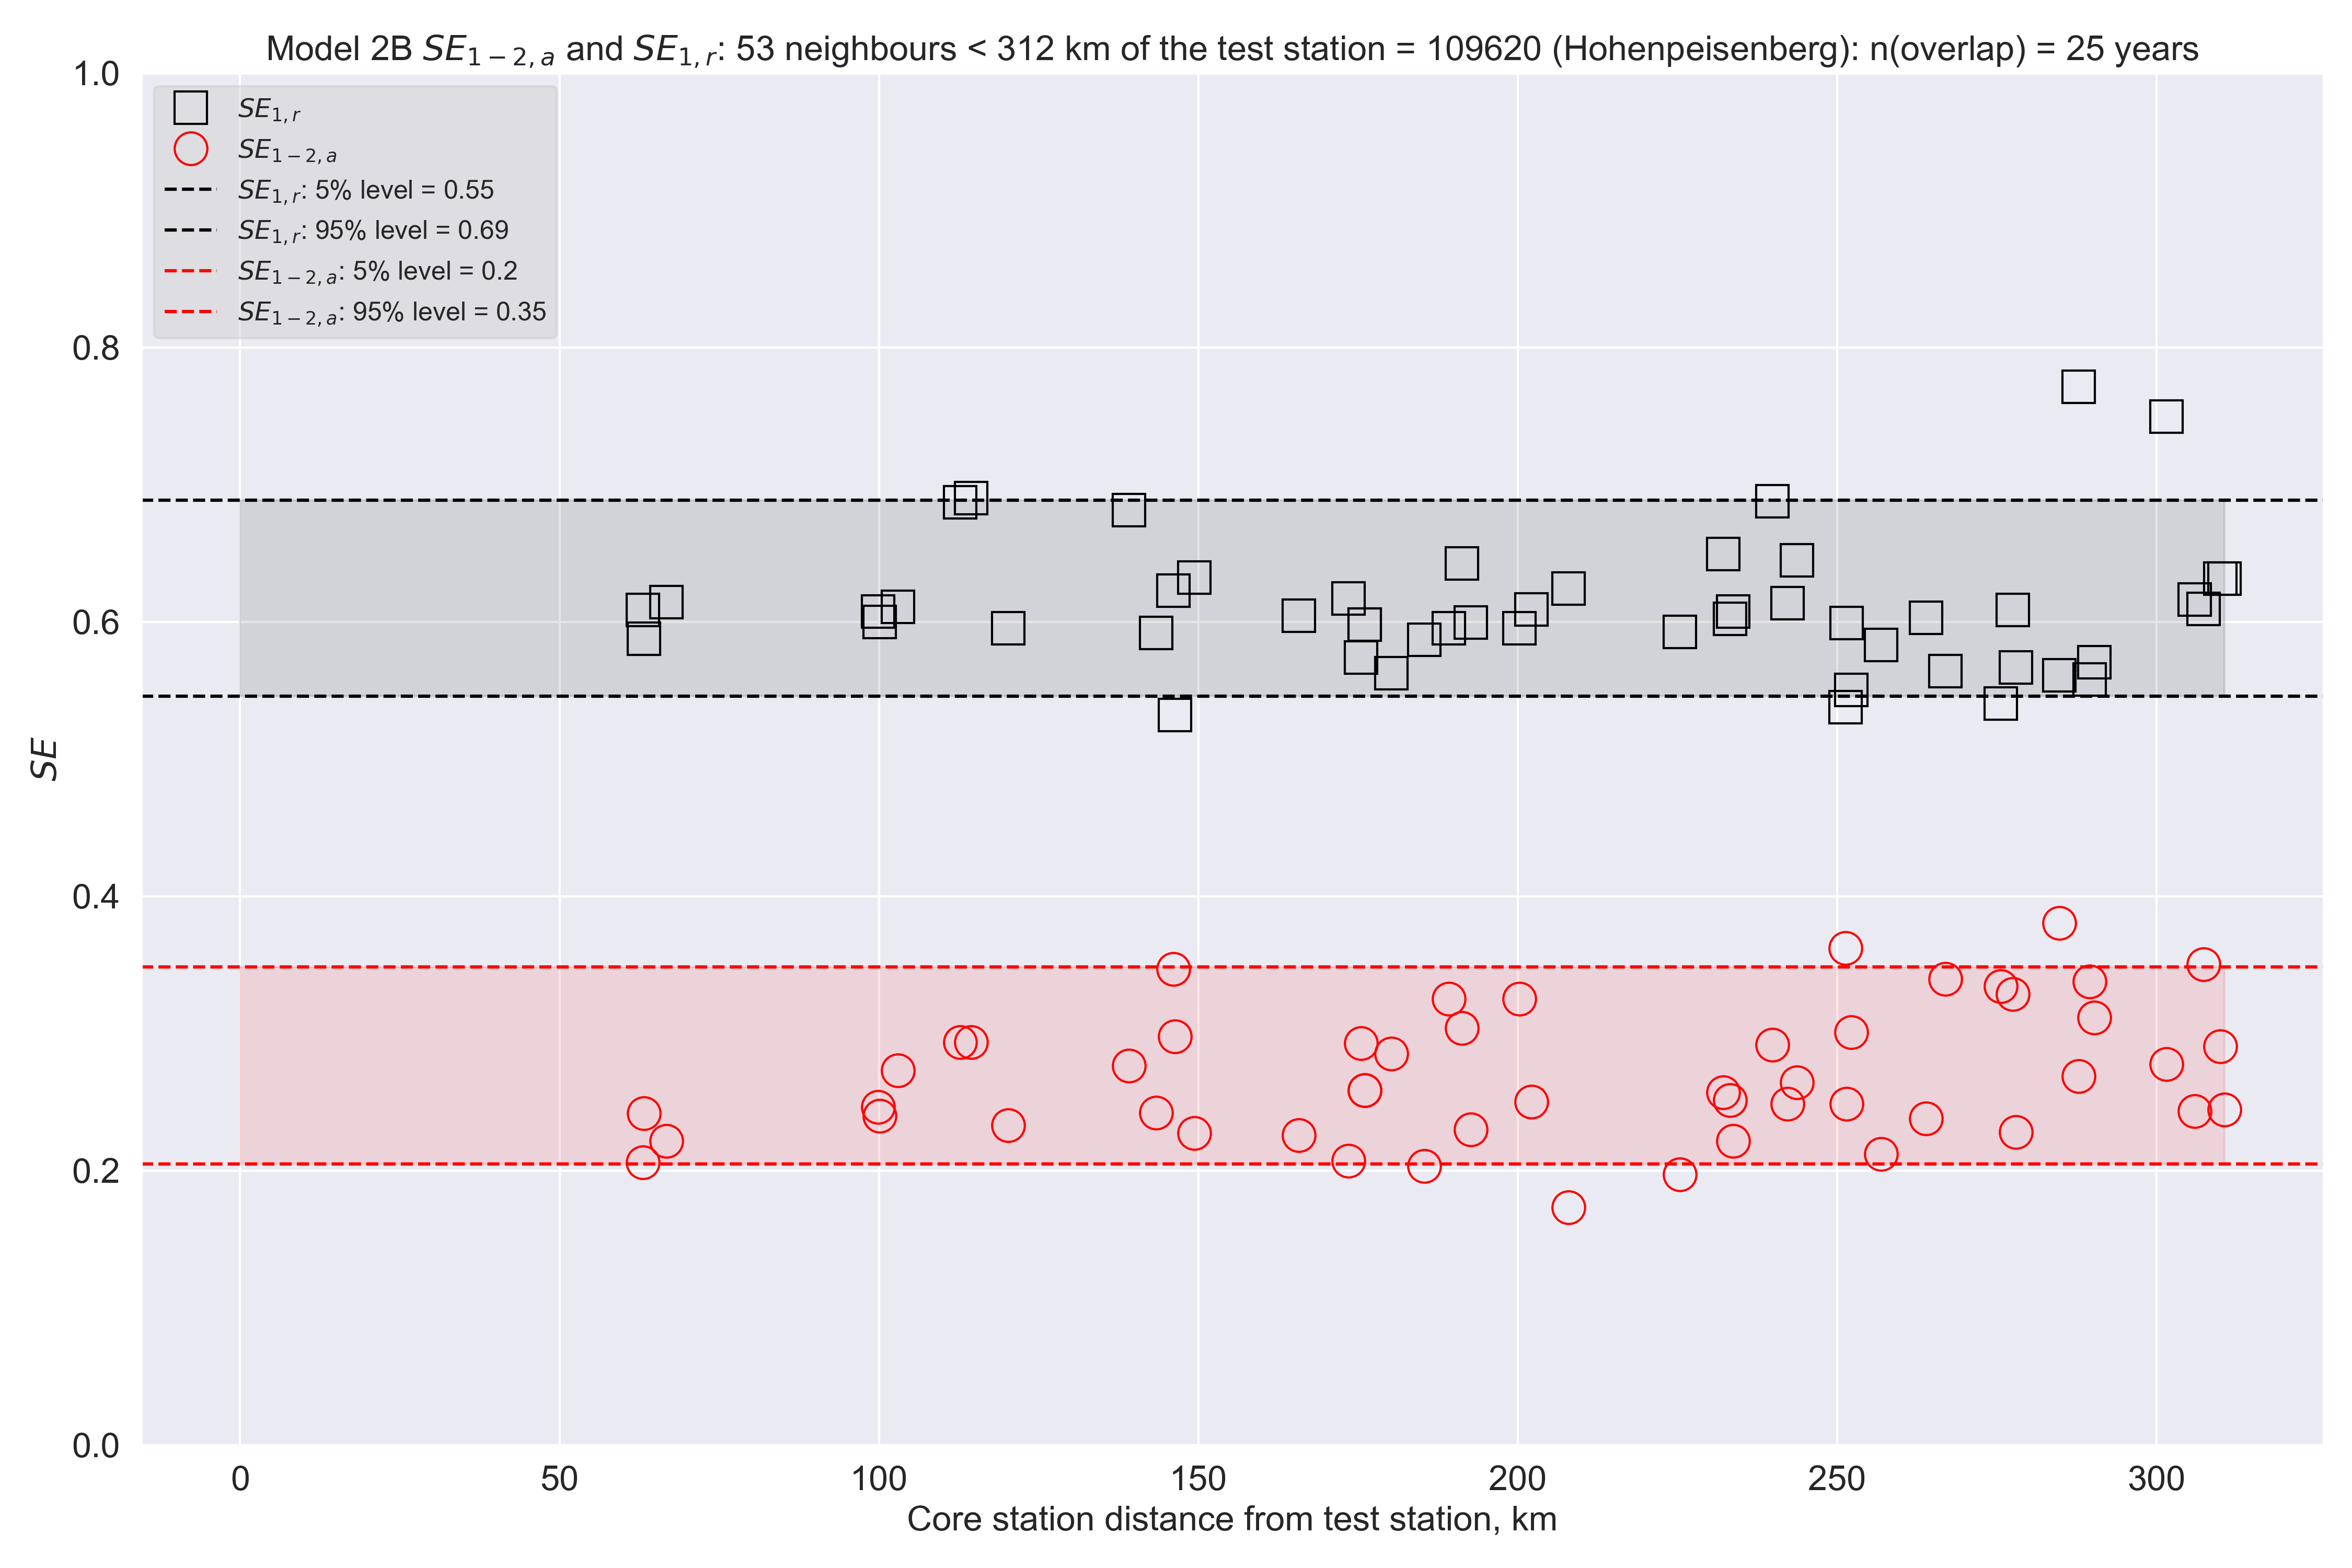 Model 2B SE1−2,a and SE1,r: 53 neighbours < 312 km of the test station = 109620 (Hohenpeisenberg): n(overlap) = 25 years
1.0
SE1,r
SE1−2,a
SE1,r: 5% level = 0.55
SE1,r: 95% level = 0.69
SE1−2,a: 5% level = 0.2
SE1−2,a: 95% level = 0.35
0.8
0.6
SE
0.4
0.2
0.0
0 50 100 150 200 250 300
Core station distance from test station, km